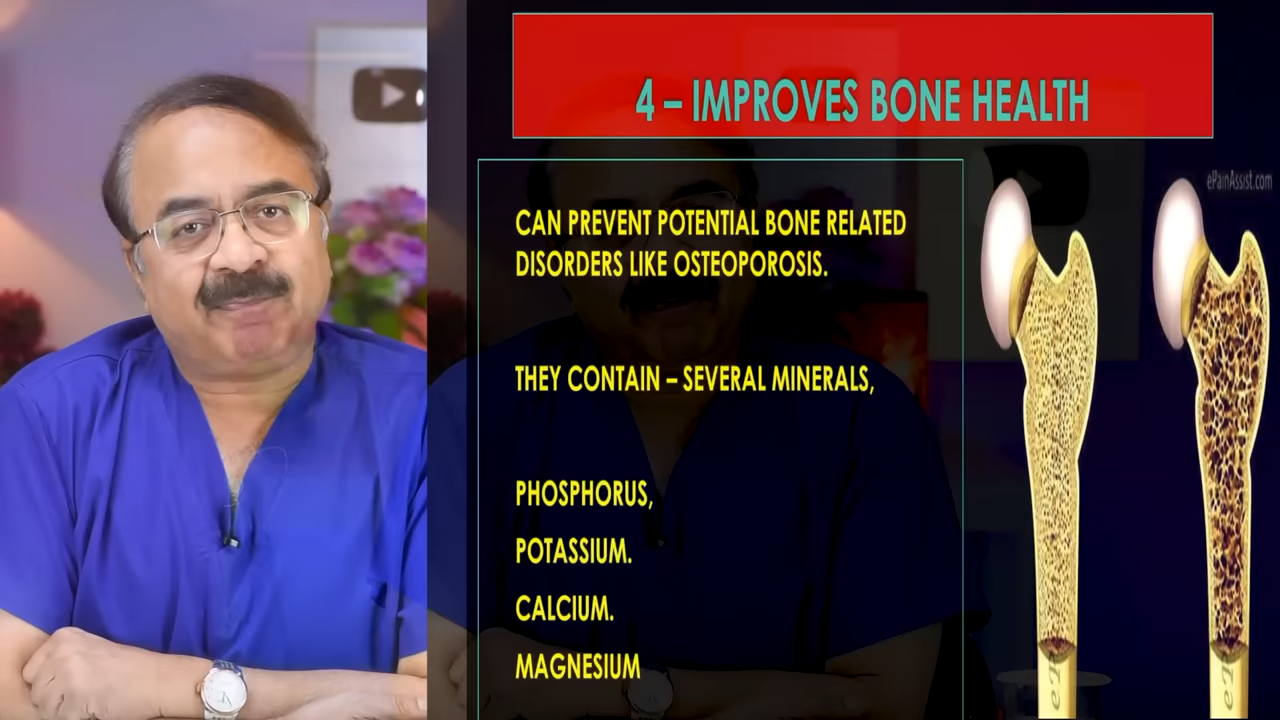 4 – IMPROVES BONE HEALTH
ePainAssist.com
CAN PREVENT POTENTIAL BONE RELATED
DISORDERS LIKE OSTEOPOROSIS.
THEY CONTAIN – SEVERAL MINERALS,
PHOSPHORUS,
POTASSIUM.
CALCIUM.
MAGNESIUM